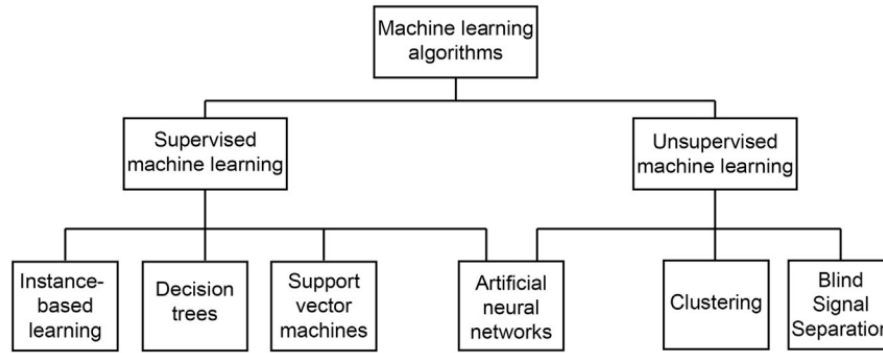 Machine learning
algorithms
Supervised
machine learning
Unsupervised
machine learning
Instance-
based
learning
Decision
trees
Support
vector
machines
Artificial
neural
networks
Clustering
Blind
Signal
Separation